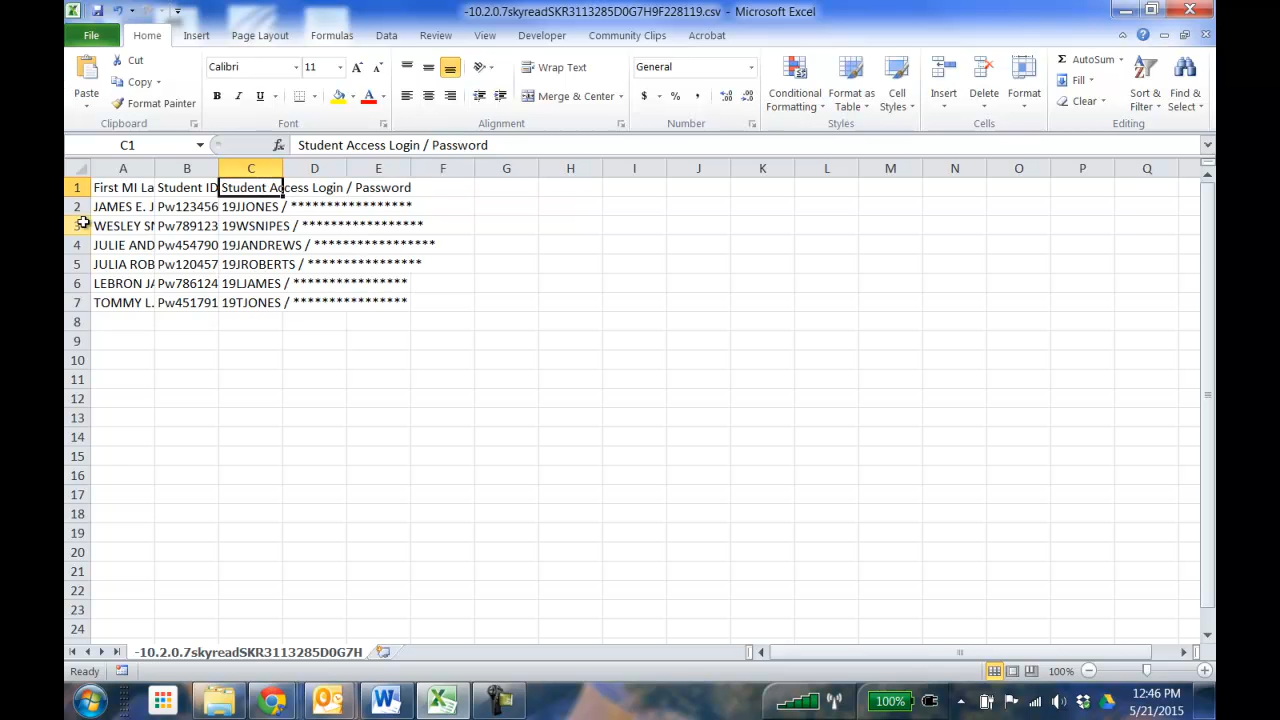 -10.2.0.7skyreadSKR3113285D0G7H9F228119.csv - Microsoft Excel
File Home Insert Page Layout Formulas Data Review View Developer Community Clips Acrobat
Paste
Cut
Copy
Format Painter
Clipboard
Calibri 11
B I U
Font
Wrap Text
Merge & Center
Alignment
General
$ % ,
Number
Conditional Formatting
Format as Table
Cell Styles
Styles
Insert Delete Format
Cells
AutoSum
Fill
Clear
Sort & Filter
Find & Select
Editing
C1 fx Student Access Login / Password
A B C D E F G H I J K L M N O P Q
1 First MI La Student ID Student Access Login / Password
2 JAMES E. J Pw123456 19JJONES / ****************
3 WESLEY SN Pw789123 19WSNIPES / ****************
4 JULIE AND Pw454790 19JANDREWS / ****************
5 JULIA ROB Pw120457 19JROBERTS / ***************
6 LEBRON JA Pw786124 19LJAMES / ***************
7 TOMMY L. Pw451791 19TJONES / ***************
8
9
10
11
12
13
14
15
16
17
18
19
20
21
22
23
24
-10.2.0.7skyreadSKR3113285D0G7H
Ready 100%
100% 12:46 PM
5/21/2015